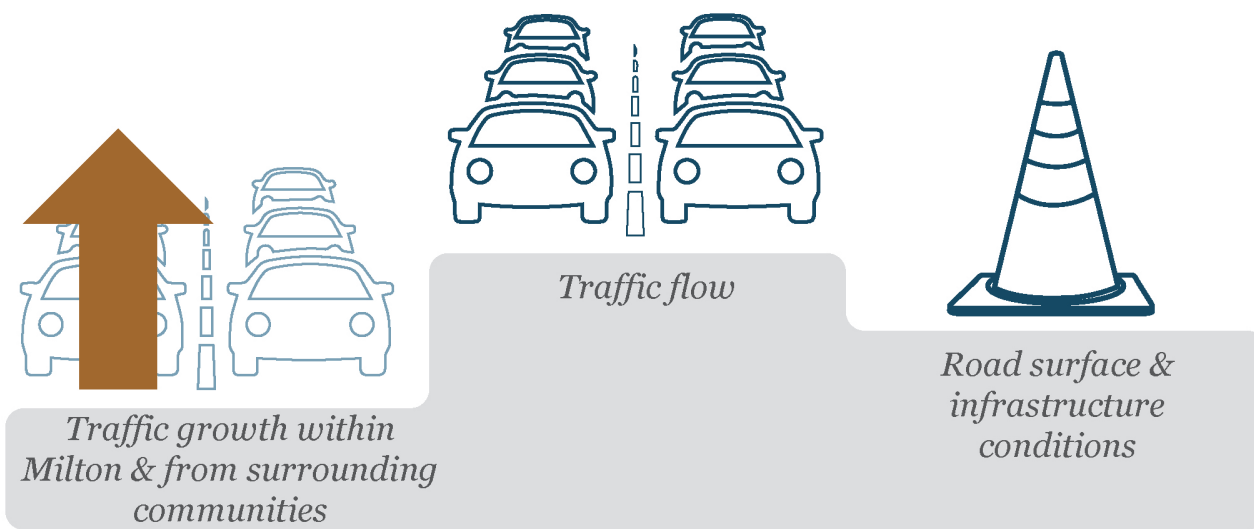 Traffic growth within
Milton & from surrounding
communities
Traffic flow
Road surface &
infrastructure
conditions